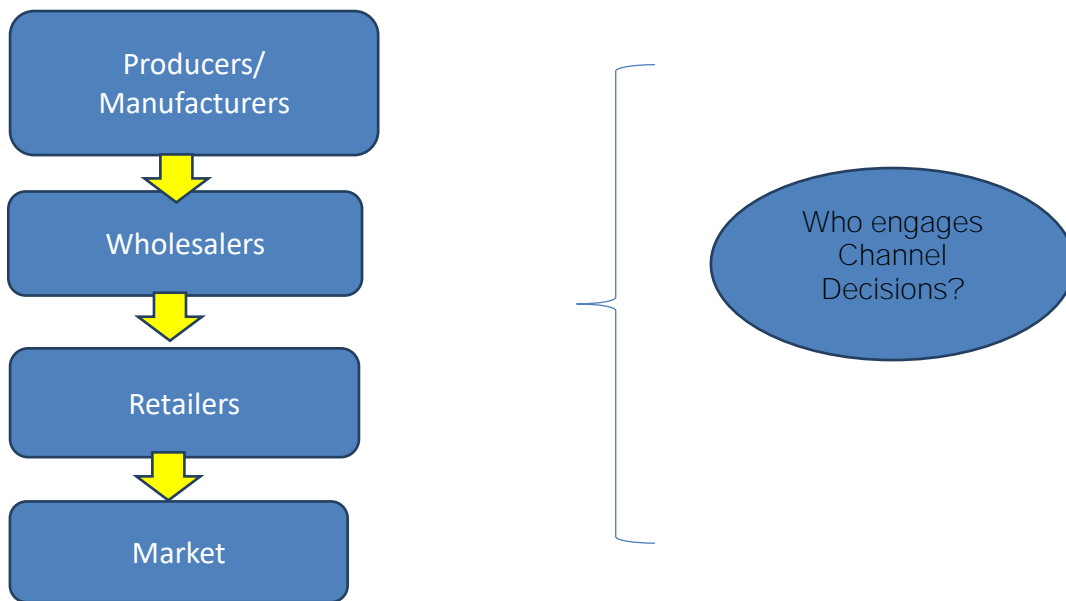 Producers/
Manufacturers
Wholesalers
Retailers
Market
Who engages
Channel
Decisions?